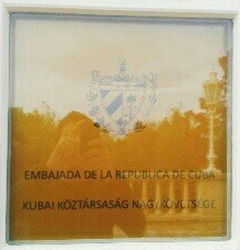 EMBAJADA DE LA REPUBLICA DE CUBA
KUBAI KÖZTÁRSASÁG NAGYKÖVETSÉGE